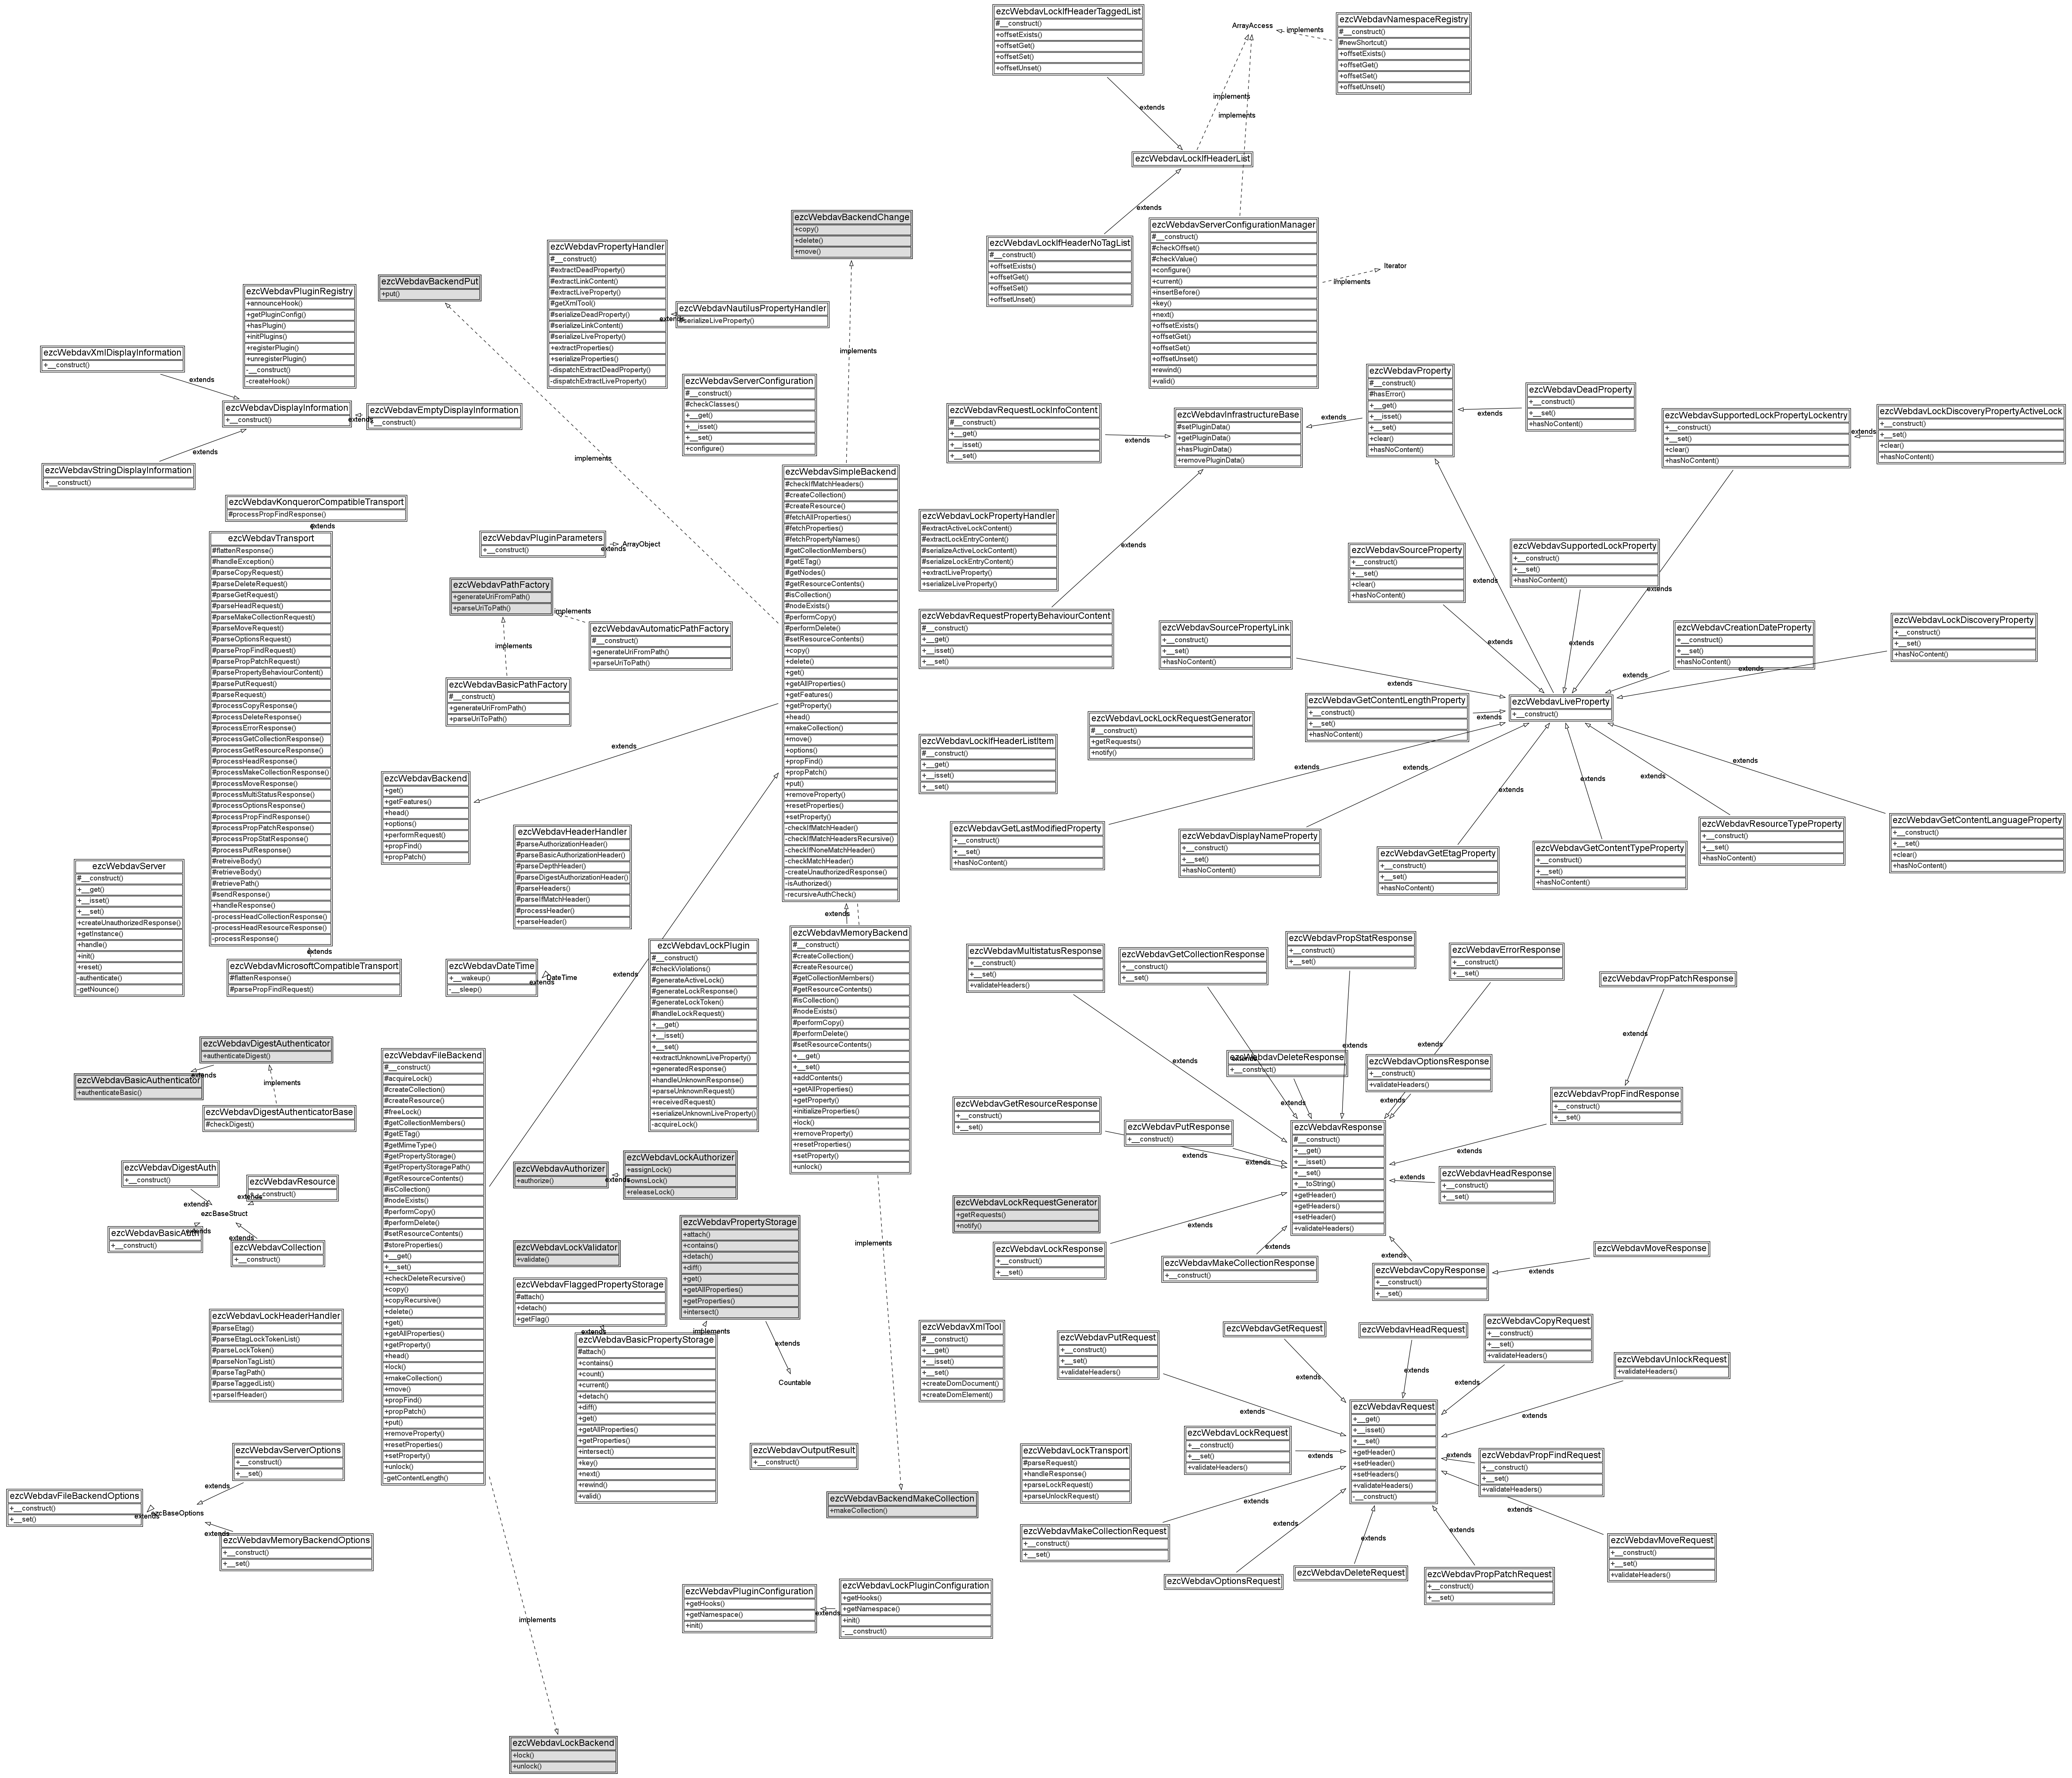 ezcWebdavLockIfHeaderTaggedList
#__construct()
+offsetExists()
+offsetGet()
+offsetSet()
+offsetUnset()
ArrayAccess
implements
ezcWebdavNamespaceRegistry
#__construct()
#newShortcut()
+offsetExists()
+offsetGet()
+offsetSet()
+offsetUnset()
extends
implements
implements
ezcWebdavLockIfHeaderList
extends
ezcWebdavLockIfHeaderNoTagList
#__construct()
+offsetExists()
+offsetGet()
+offsetSet()
+offsetUnset()
ezcWebdavServerConfigurationManager
#__construct()
#checkOffset()
#checkValue()
+configure()
+current()
+insertBefore()
+key()
+next()
+offsetExists()
+offsetGet()
+offsetSet()
+offsetUnset()
+rewind()
+valid()
Iterator
implements
ezcWebdavBackendChange
+copy()
+delete()
+move()
implements
ezcWebdavPropertyHandler
#__construct()
#extractDeadProperty()
#extractLinkContent()
#extractLiveProperty()
#getXmlTool()
#serializeDeadProperty()
#serializeLinkContent()
#serializeLiveProperty()
+extractProperties()
+serializeProperties()
-dispatchExtractDeadProperty()
-dispatchExtractLiveProperty()
extends
ezcWebdavNautilusPropertyHandler
#serializeLiveProperty()
ezcWebdavBackendPut
+put()
implements
ezcWebdavPluginRegistry
+announceHook()
+getPluginConfig()
+hasPlugin()
+initPlugins()
+registerPlugin()
+unregisterPlugin()
-__construct()
-createHook()
ezcWebdavXmlDisplayInformation
+__construct()
extends
ezcWebdavDisplayInformation
+__construct()
extends
ezcWebdavEmptyDisplayInformation
+__construct()
extends
ezcWebdavStringDisplayInformation
+__construct()
ezcWebdavServerConfiguration
#__construct()
#checkClasses()
+__get()
+__isset()
+__set()
+configure()
ezcWebdavKonquerorCompatibleTransport
#processPropFindResponse()
extends
ezcWebdavTransport
#flattenResponse()
#handleException()
#parseCopyRequest()
#parseDeleteRequest()
#parseGetRequest()
#parseHeadRequest()
#parseMakeCollectionRequest()
#parseMoveRequest()
#parseOptionsRequest()
#parsePropFindRequest()
#parsePropPatchRequest()
#parsePropertyBehaviourContent()
#parsePutRequest()
#parseRequest()
#processCopyResponse()
#processDeleteResponse()
#processErrorResponse()
#processGetCollectionResponse()
#processGetResourceResponse()
#processHeadResponse()
#processMakeCollectionResponse()
#processMoveResponse()
#processMultiStatusResponse()
#processOptionsResponse()
#processPropFindResponse()
#processPropPatchResponse()
#processPropStatResponse()
#processPutResponse()
#retreiveBody()
#retrieveBody()
#retrievePath()
#sendResponse()
+handleResponse()
-processHeadCollectionResponse()
-processHeadResourceResponse()
-processResponse()
extends
ezcWebdavMicrosoftCompatibleTransport
#flattenResponse()
#parsePropFindRequest()
ezcWebdavPluginParameters
+__construct()
extends
ArrayObject
ezcWebdavPathFactory
+generateUriFromPath()
+parseUriToPath()
implements
ezcWebdavAutomaticPathFactory
#__construct()
+generateUriFromPath()
+parseUriToPath()
implements
ezcWebdavBasicPathFactory
#__construct()
+generateUriFromPath()
+parseUriToPath()
ezcWebdavSimpleBackend
#checkIfMatchHeaders()
#createCollection()
#createResource()
#fetchAllProperties()
#fetchProperties()
#fetchPropertyNames()
#getCollectionMembers()
#getETag()
#getNodes()
#getResourceContents()
#isCollection()
#nodeExists()
#performCopy()
#performDelete()
#setResourceContents()
+copy()
+delete()
+get()
+getAllProperties()
+getFeatures()
+getProperty()
+head()
+makeCollection()
+move()
+options()
+propFind()
+propPatch()
+put()
+removeProperty()
+resetProperties()
+setProperty()
-checkIfMatchHeader()
-checkIfMatchHeadersRecursive()
-checkIfNoneMatchHeader()
-checkMatchHeader()
-createUnauthorizedResponse()
-isAuthorized()
-recursiveAuthCheck()
extends
ezcWebdavBackend
+get()
+getFeatures()
+head()
+options()
+performRequest()
+propFind()
+propPatch()
ezcWebdavHeaderHandler
#parseAuthorizationHeader()
#parseBasicAuthorizationHeader()
#parseDepthHeader()
#parseDigestAuthorizationHeader()
#parseHeaders()
#parseIfMatchHeader()
#processHeader()
+parseHeader()
ezcWebdavServer
#__construct()
+__get()
+__isset()
+__set()
+createUnauthorizedResponse()
+getInstance()
+handle()
+init()
+reset()
-authenticate()
-getNounce()
ezcWebdavDateTime
+__wakeup()
-__sleep()
extends
DateTime
ezcWebdavLockPlugin
#__construct()
#checkViolations()
#generateActiveLock()
#generateLockResponse()
#generateLockToken()
#handleLockRequest()
+__get()
+__isset()
+__set()
+extractUnknownLiveProperty()
+generatedResponse()
+handleUnknownResponse()
+parseUnknownRequest()
+receivedRequest()
+serializeUnknownLiveProperty()
-acquireLock()
extends
extends
ezcWebdavMemoryBackend
#__construct()
#createCollection()
#createResource()
#getCollectionMembers()
#getResourceContents()
#isCollection()
#nodeExists()
#performCopy()
#performDelete()
#setResourceContents()
+__get()
+__set()
+addContents()
+getAllProperties()
+getProperty()
+initializeProperties()
+lock()
+removeProperty()
+resetProperties()
+setProperty()
+unlock()
implements
ezcWebdavDigestAuthenticator
+authenticateDigest()
extends
ezcWebdavBasicAuthenticator
+authenticateBasic()
implements
ezcWebdavDigestAuthenticatorBase
#checkDigest()
ezcWebdavFileBackend
#__construct()
#acquireLock()
#createCollection()
#createResource()
#freeLock()
#getCollectionMembers()
#getETag()
#getMimeType()
#getPropertyStorage()
#getPropertyStoragePath()
#getResourceContents()
#isCollection()
#nodeExists()
#performCopy()
#performDelete()
#setResourceContents()
#storeProperties()
+__get()
+__set()
+checkDeleteRecursive()
+copy()
+copyRecursive()
+delete()
+get()
+getAllProperties()
+getProperty()
+head()
+lock()
+makeCollection()
+move()
+propFind()
+propPatch()
+put()
+removeProperty()
+resetProperties()
+setProperty()
+unlock()
-getContentLength()
ezcWebdavDigestAuth
+__construct()
extends
ezcWebdavResource
+__construct()
extends
ezcBaseStruct
ezcWebdavBasicAuth
+__construct()
extends
extends
ezcWebdavCollection
+__construct()
ezcWebdavAuthorizer
+authorize()
extends
ezcWebdavLockAuthorizer
+assignLock()
+ownsLock()
+releaseLock()
ezcWebdavLockValidator
+validate()
ezcWebdavPropertyStorage
+attach()
+contains()
+detach()
+diff()
+get()
+getAllProperties()
+getProperties()
+intersect()
ezcWebdavFlaggedPropertyStorage
#attach()
+detach()
+getFlag()
extends
implements
extends
Countable
ezcWebdavBasicPropertyStorage
#attach()
+contains()
+count()
+current()
+detach()
+diff()
+get()
+getAllProperties()
+getProperties()
+intersect()
+key()
+next()
+rewind()
+valid()
ezcWebdavLockHeaderHandler
#parseEtag()
#parseEtagLockTokenList()
#parseLockToken()
#parseNonTagList()
#parseTagPath()
#parseTaggedList()
+parseIfHeader()
ezcWebdavServerOptions
+__construct()
+__set()
extends
ezcWebdavFileBackendOptions
+__construct()
+__set()
extends
ezcBaseOptions
extends
ezcWebdavMemoryBackendOptions
+__construct()
+__set()
ezcWebdavOutputResult
+__construct()
ezcWebdavBackendMakeCollection
+makeCollection()
ezcWebdavPluginConfiguration
+getHooks()
+getNamespace()
+init()
extends
ezcWebdavLockPluginConfiguration
+getHooks()
+getNamespace()
+init()
-__construct()
implements
ezcWebdavLockBackend
+lock()
+unlock()
ezcWebdavRequestLockInfoContent
#__construct()
+__get()
+__isset()
+__set()
extends
ezcWebdavInfrastructureBase
#setPluginData()
+getPluginData()
+hasPluginData()
+removePluginData()
extends
ezcWebdavProperty
#__construct()
#hasError()
+__get()
+__isset()
+__set()
+clear()
+hasNoContent()
extends
ezcWebdavDeadProperty
+__construct()
+__set()
+hasNoContent()
ezcWebdavSupportedLockPropertyLockentry
+__construct()
+__set()
+clear()
+hasNoContent()
extends
ezcWebdavLockDiscoveryPropertyActiveLock
+__construct()
+__set()
+clear()
+hasNoContent()
ezcWebdavLockPropertyHandler
#extractActiveLockContent()
#extractLockEntryContent()
#serializeActiveLockContent()
#serializeLockEntryContent()
+extractLiveProperty()
+serializeLiveProperty()
extends
ezcWebdavRequestPropertyBehaviourContent
#__construct()
+__get()
+__isset()
+__set()
ezcWebdavSourceProperty
+__construct()
+__set()
+clear()
+hasNoContent()
extends
ezcWebdavSupportedLockProperty
+__construct()
+__set()
+hasNoContent()
extends
ezcWebdavSourcePropertyLink
+__construct()
+__set()
+hasNoContent()
extends
extends
ezcWebdavCreationDateProperty
+__construct()
+__set()
+hasNoContent()
extends
ezcWebdavLockDiscoveryProperty
+__construct()
+__set()
+hasNoContent()
extends
extends
ezcWebdavGetContentLengthProperty
+__construct()
+__set()
+hasNoContent()
extends
ezcWebdavLiveProperty
+__construct()
ezcWebdavLockLockRequestGenerator
#__construct()
+getRequests()
+notify()
ezcWebdavLockIfHeaderListItem
#__construct()
+__get()
+__isset()
+__set()
extends
extends
extends
extends
extends
extends
ezcWebdavGetLastModifiedProperty
+__construct()
+__set()
+hasNoContent()
ezcWebdavDisplayNameProperty
+__construct()
+__set()
+hasNoContent()
ezcWebdavGetEtagProperty
+__construct()
+__set()
+hasNoContent()
ezcWebdavGetContentTypeProperty
+__construct()
+__set()
+hasNoContent()
ezcWebdavResourceTypeProperty
+__construct()
+__set()
+hasNoContent()
ezcWebdavGetContentLanguageProperty
+__construct()
+__set()
+clear()
+hasNoContent()
ezcWebdavMultistatusResponse
+__construct()
+__set()
+validateHeaders()
ezcWebdavGetCollectionResponse
+__construct()
+__set()
ezcWebdavPropStatResponse
+__construct()
+__set()
ezcWebdavErrorResponse
+__construct()
+__set()
ezcWebdavPropPatchResponse
extends
extends
extends
extends
extends
ezcWebdavDeleteResponse
+__construct()
ezcWebdavOptionsResponse
+__construct()
+validateHeaders()
ezcWebdavPropFindResponse
+__construct()
+__set()
extends
extends
extends
ezcWebdavGetResourceResponse
+__construct()
+__set()
extends
ezcWebdavPutResponse
+__construct()
extends
ezcWebdavResponse
#__construct()
+__get()
+__isset()
+__set()
+__toString()
+getHeader()
+getHeaders()
+setHeader()
+validateHeaders()
extends
ezcWebdavHeadResponse
+__construct()
+__set()
ezcWebdavLockRequestGenerator
+getRequests()
+notify()
extends
ezcWebdavLockResponse
+__construct()
+__set()
extends
ezcWebdavMakeCollectionResponse
+__construct()
extends
ezcWebdavCopyResponse
+__construct()
+__set()
extends
ezcWebdavMoveResponse
ezcWebdavXmlTool
#__construct()
+__get()
+__isset()
+__set()
+createDomDocument()
+createDomElement()
ezcWebdavPutRequest
+__construct()
+__set()
+validateHeaders()
ezcWebdavGetRequest
ezcWebdavHeadRequest
ezcWebdavCopyRequest
+__construct()
+__set()
+validateHeaders()
ezcWebdavUnlockRequest
+validateHeaders()
extends
extends
extends
extends
extends
ezcWebdavRequest
+__get()
+__isset()
+__set()
+getHeader()
+setHeader()
+setHeaders()
+validateHeaders()
-__construct()
ezcWebdavLockRequest
+__construct()
+__set()
+validateHeaders()
extends
ezcWebdavLockTransport
#parseRequest()
+handleResponse()
+parseLockRequest()
+parseUnlockRequest()
extends
ezcWebdavPropFindRequest
+__construct()
+__set()
+validateHeaders()
extends
extends
extends
extends
extends
ezcWebdavMakeCollectionRequest
+__construct()
+__set()
ezcWebdavOptionsRequest
ezcWebdavDeleteRequest
ezcWebdavPropPatchRequest
+__construct()
+__set()
ezcWebdavMoveRequest
+__construct()
+__set()
+validateHeaders()